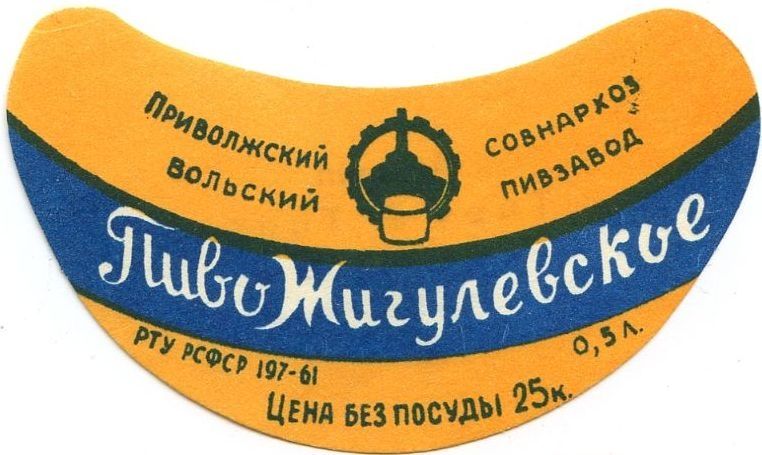 ПРИВОЛЖСКИЙ СОВНАРХОЗ
ВОЛЬСКИЙ ПИВЗАВОД
Пиво Жигулевское
РТУ РСФСР 197-61 0,5 Л.
ЦЕНА БЕЗ ПОСУДЫ 25к.